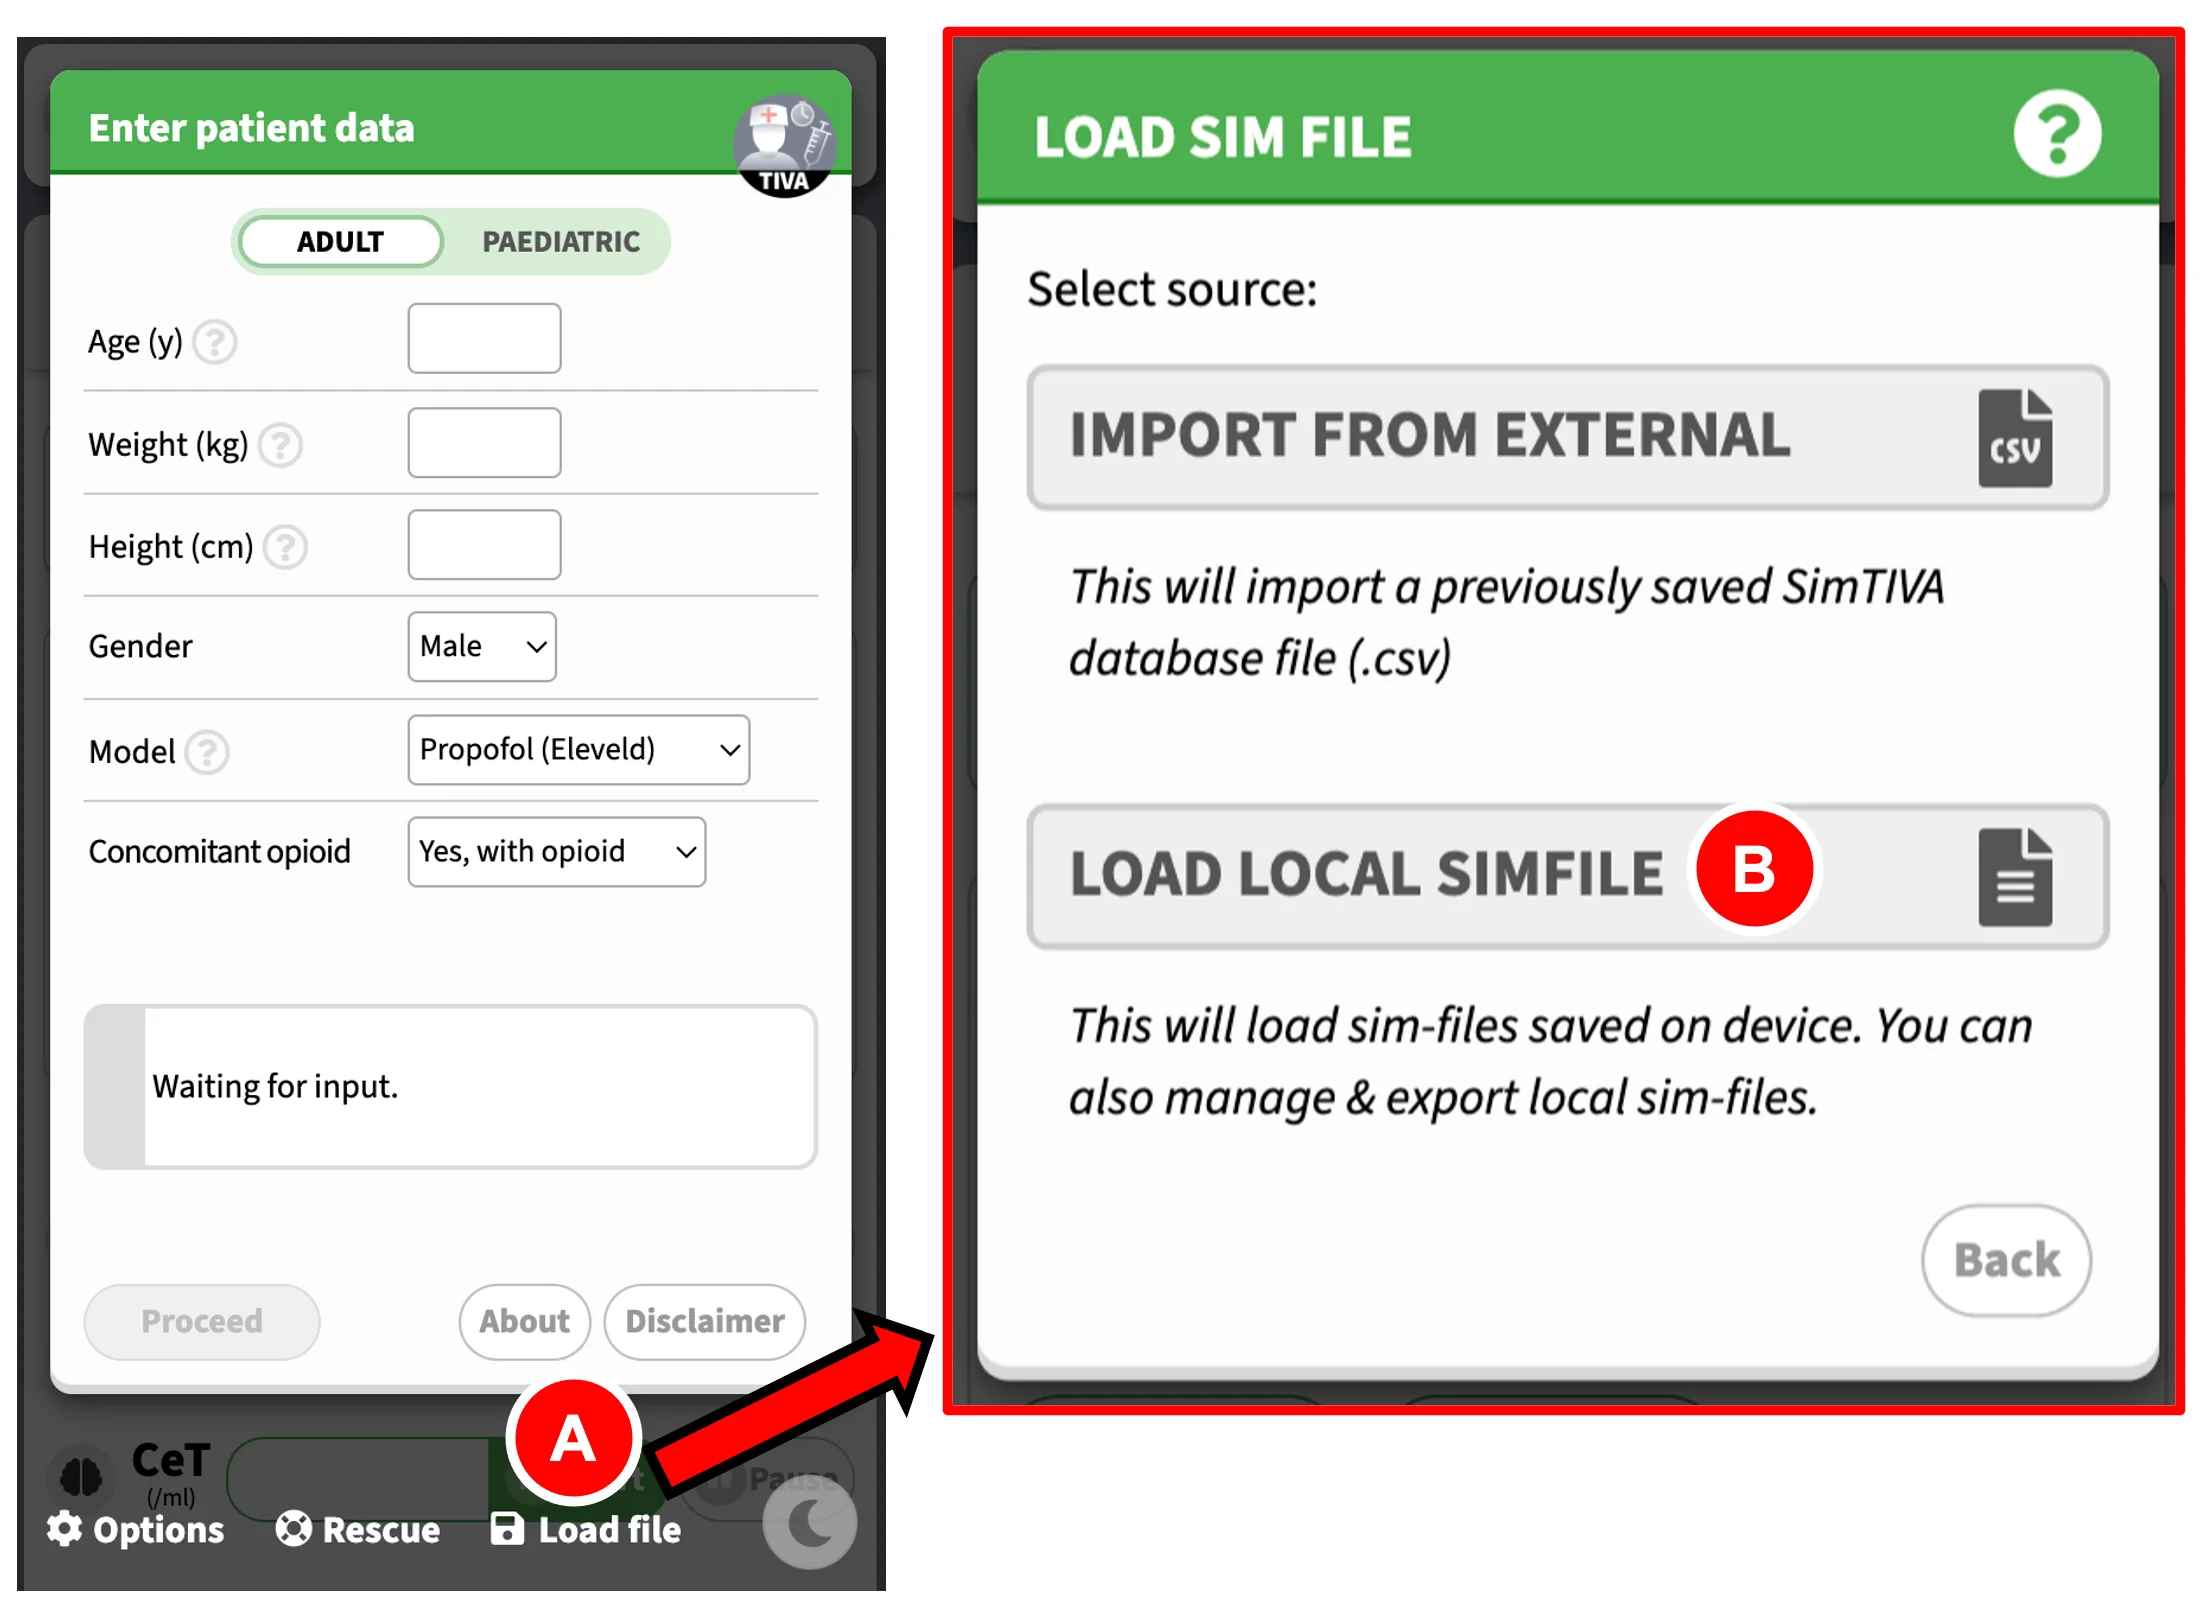 Enter patient data
TIVA
ADULT PAEDIATRIC
Age (y) ?
Weight (kg) ?
Height (cm) ?
Gender Male
Model ? Propofol (Eleveld)
Concomitant opioid Yes, with opioid
Waiting for input.
Proceed About Disclaimer
A
CeT
(/ml)
Pause
Options Rescue Load file
LOAD SIM FILE ?
Select source:
IMPORT FROM EXTERNAL CSV
This will import a previously saved SimTIVA
database file (.csv)
LOAD LOCAL SIMFILE B
This will load sim-files saved on device. You can
also manage & export local sim-files.
Back